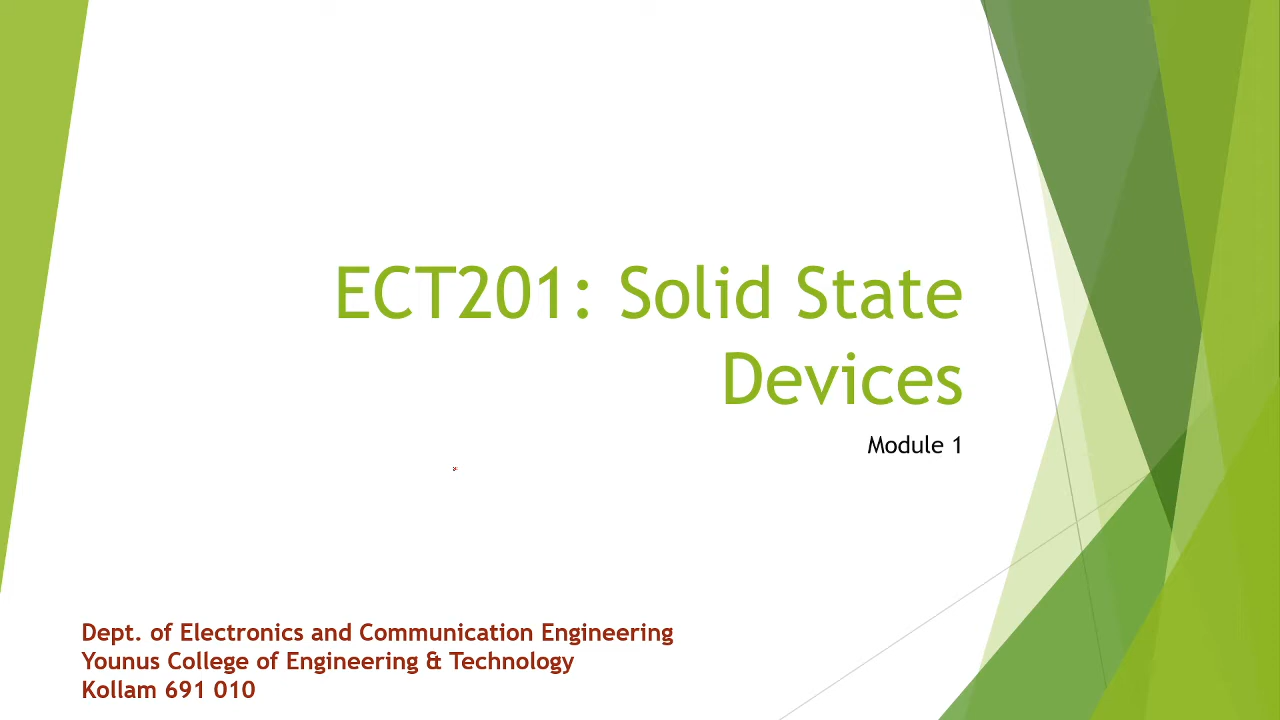 ECT201: Solid State
Devices
Module 1
Dept. of Electronics and Communication Engineering
Younus College of Engineering & Technology
Kollam 691 010